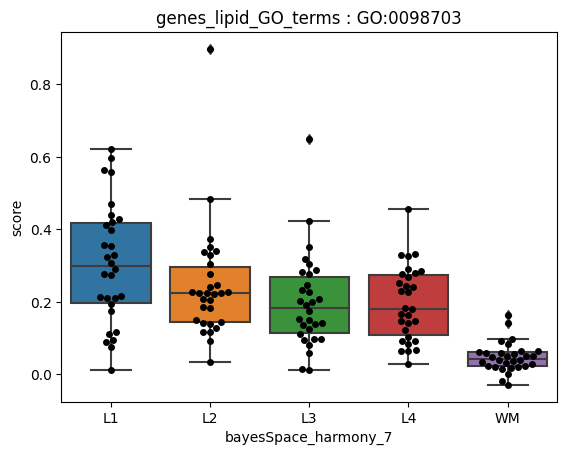 genes_lipid_GO_terms : GO:0098703
score
0.8
0.6
0.4
0.2
0.0
L1 L2 L3 L4 WM
bayesSpace_harmony_7